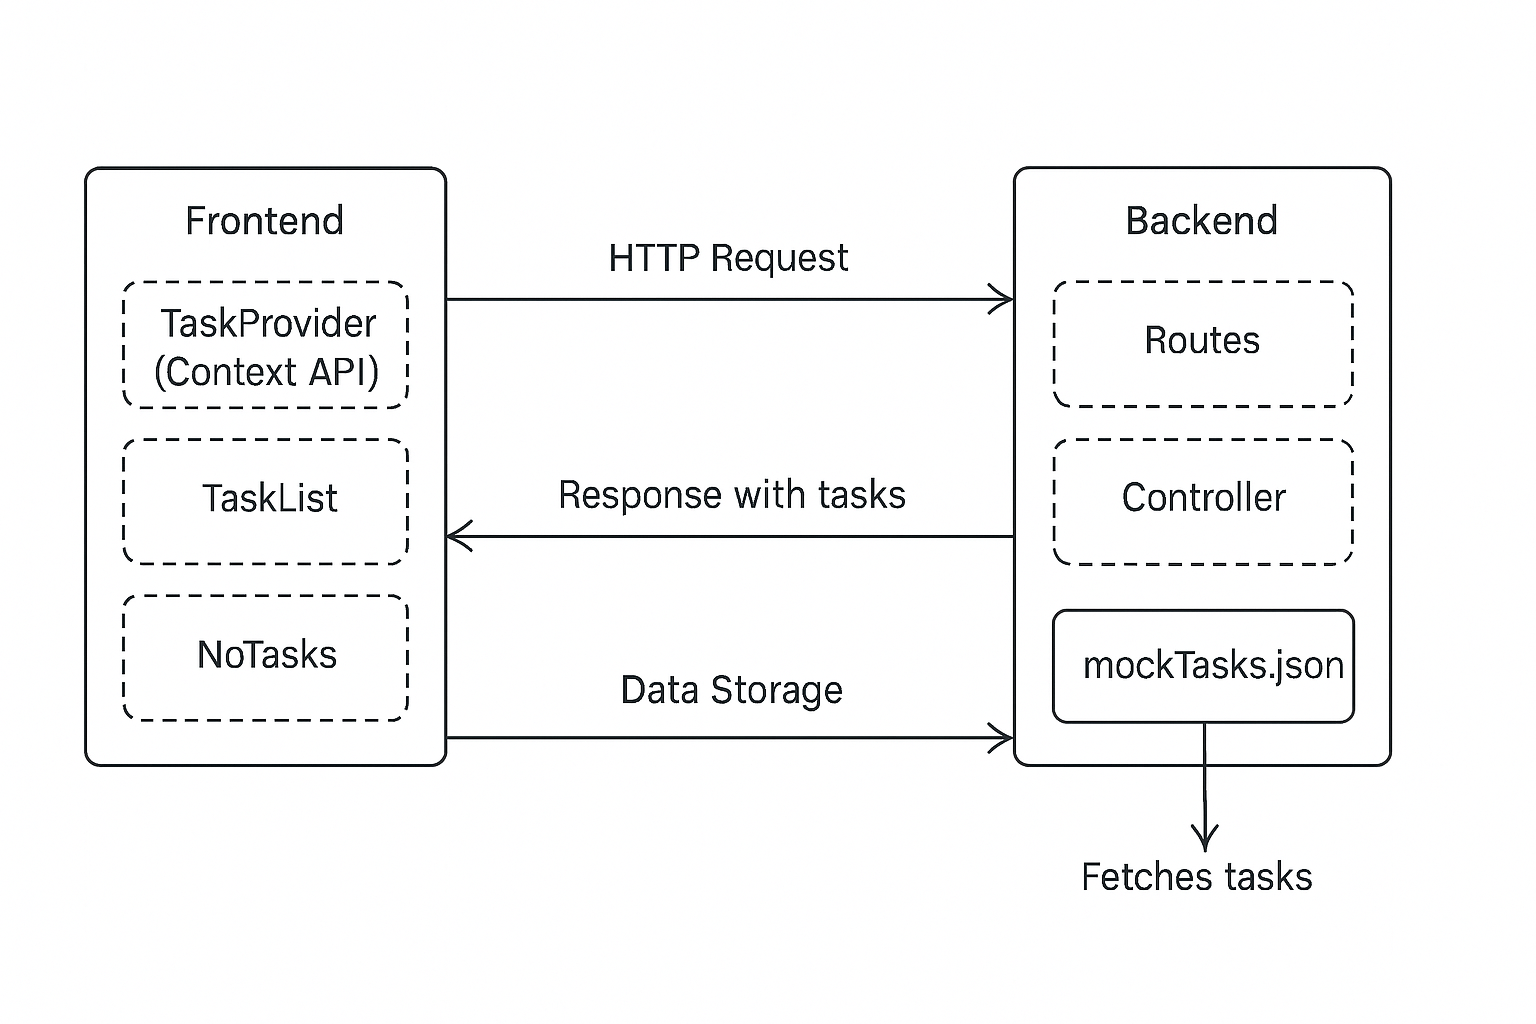 Frontend
TaskProvider
(Context API)
TaskList
NoTasks
HTTP Request
Response with tasks
Data Storage
Backend
Routes
Controller
mockTasks.json
Fetches tasks